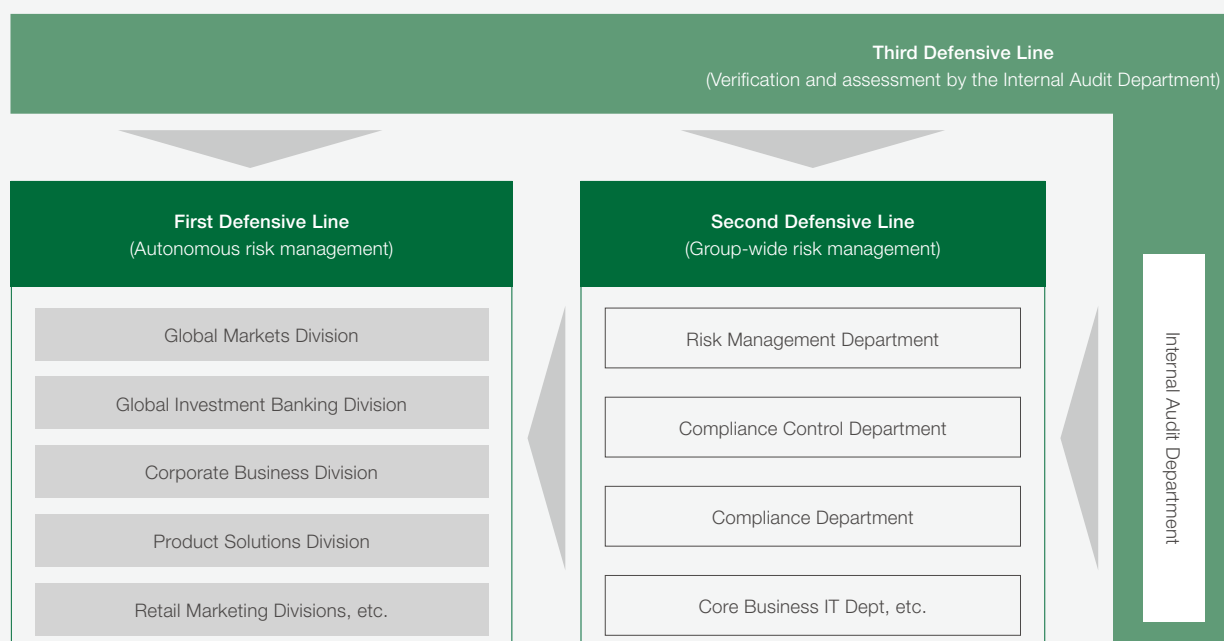 Third Defensive Line
(Verification and assessment by the Internal Audit Department)
First Defensive Line
(Autonomous risk management)
Global Markets Division
Global Investment Banking Division
Corporate Business Division
Product Solutions Division
Retail Marketing Divisions, etc.
Second Defensive Line
(Group-wide risk management)
Risk Management Department
Compliance Control Department
Compliance Department
Core Business IT Dept, etc.
Internal Audit Department